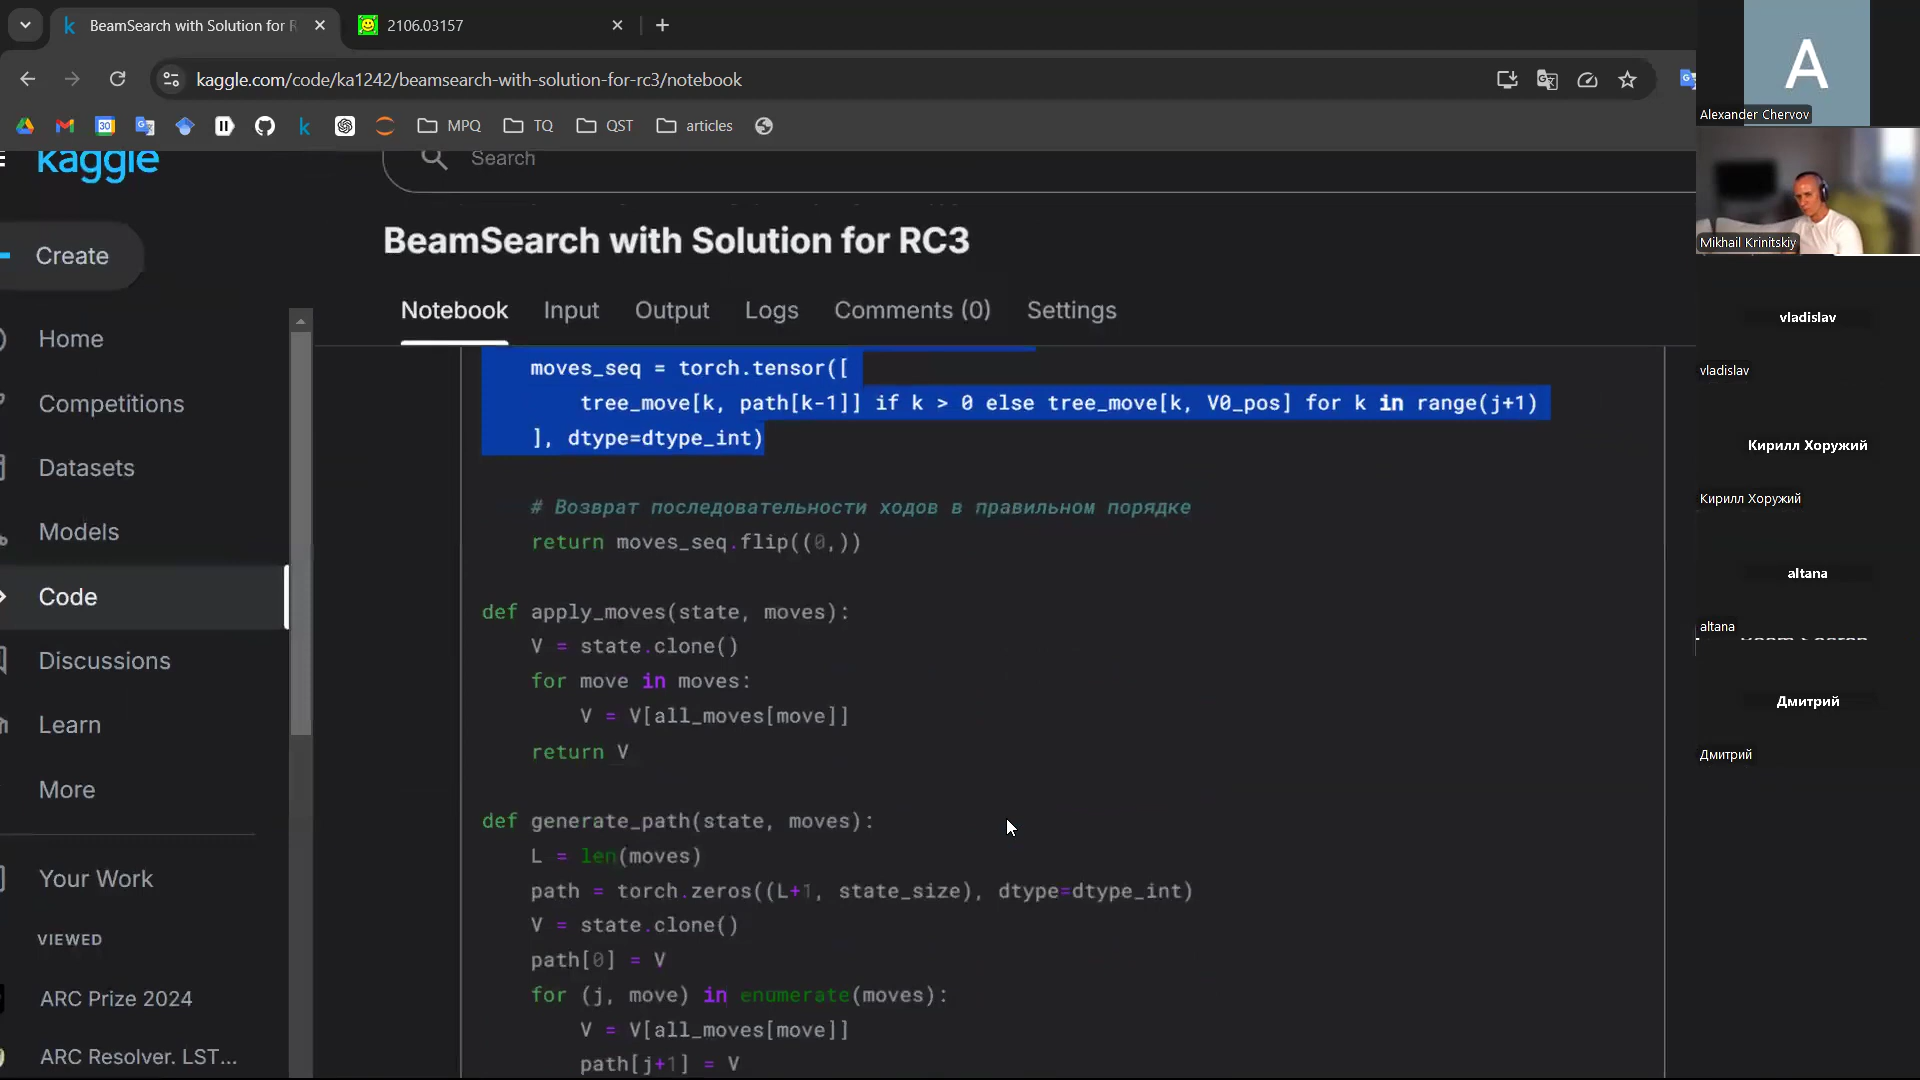 BeamSearch with Solution for R
2106.03157
kaggle.com/code/ka1242/beamsearch-with-solution-for-rc3/notebook
MPQ
TQ
QST
articles
kaggle
Search
Create
Home
Competitions
Datasets
Models
Code
Discussions
Learn
More
Your Work
VIEWED
ARC Prize 2024
ARC Resolver. LST...
BeamSearch with Solution for RC3
Notebook Input Output Logs Comments (0) Settings
moves_seq = torch.tensor([
tree_move[k, path[k-1]] if k > 0 else tree_move[k, V0_pos] for k in range(j+1)
], dtype=dtype_int)
# Возврат последовательности ходов в правильном порядке
return moves_seq.flip((0,))
def apply_moves(state, moves):
V = state.clone()
for move in moves:
V = V[all_moves[move]]
return V
def generate_path(state, moves):
L = len(moves)
path = torch.zeros((L+1, state_size), dtype=dtype_int)
V = state.clone()
path[0] = V
for (j, move) in enumerate(moves):
V = V[all_moves[move]]
path[j+1] = V
A
Alexander Chervov
Mikhail Krinitskiy
vladislav
vladislav
Кирилл Хоружий
Кирилл Хоружий
altana
altana
Дмитрий
Дмитрий